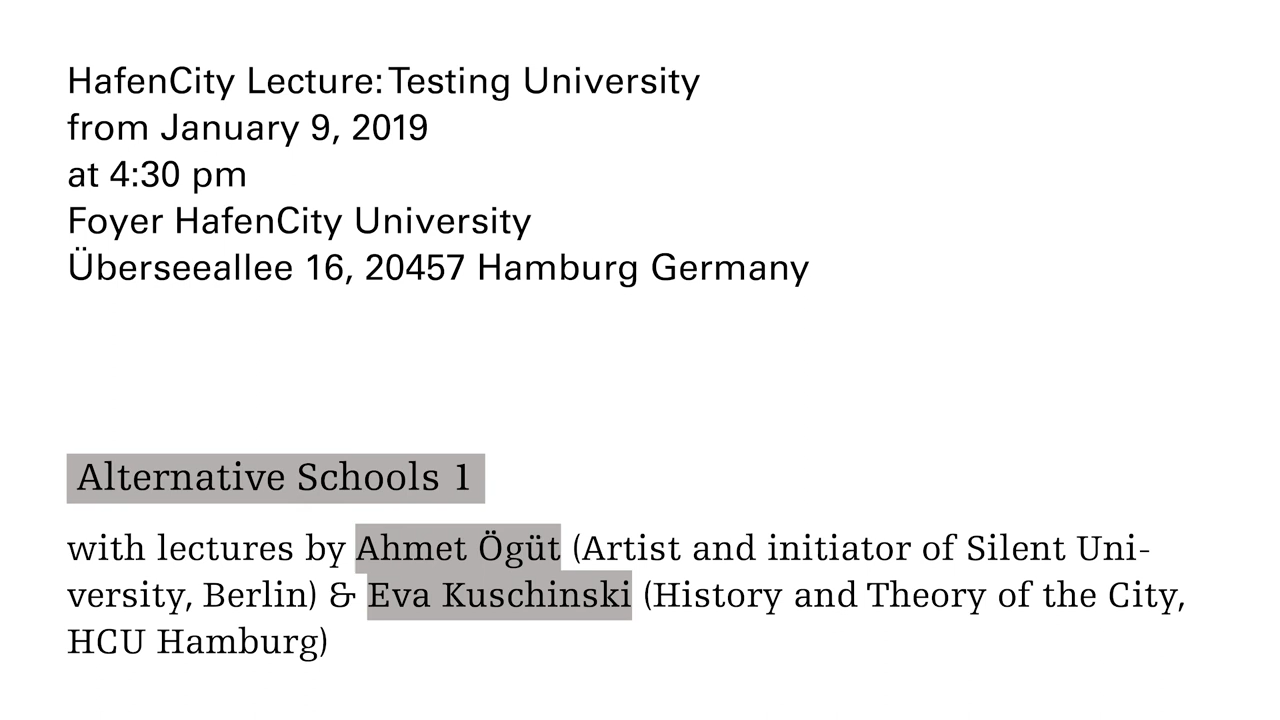 HafenCity Lecture: Testing University
from January 9, 2019
at 4:30 pm
Foyer HafenCity University
Überseeallee 16, 20457 Hamburg Germany
Alternative Schools 1
with lectures by Ahmet Ögüt (Artist and initiator of Silent Uni-
versity, Berlin) & Eva Kuschinski (History and Theory of the City,
HCU Hamburg)